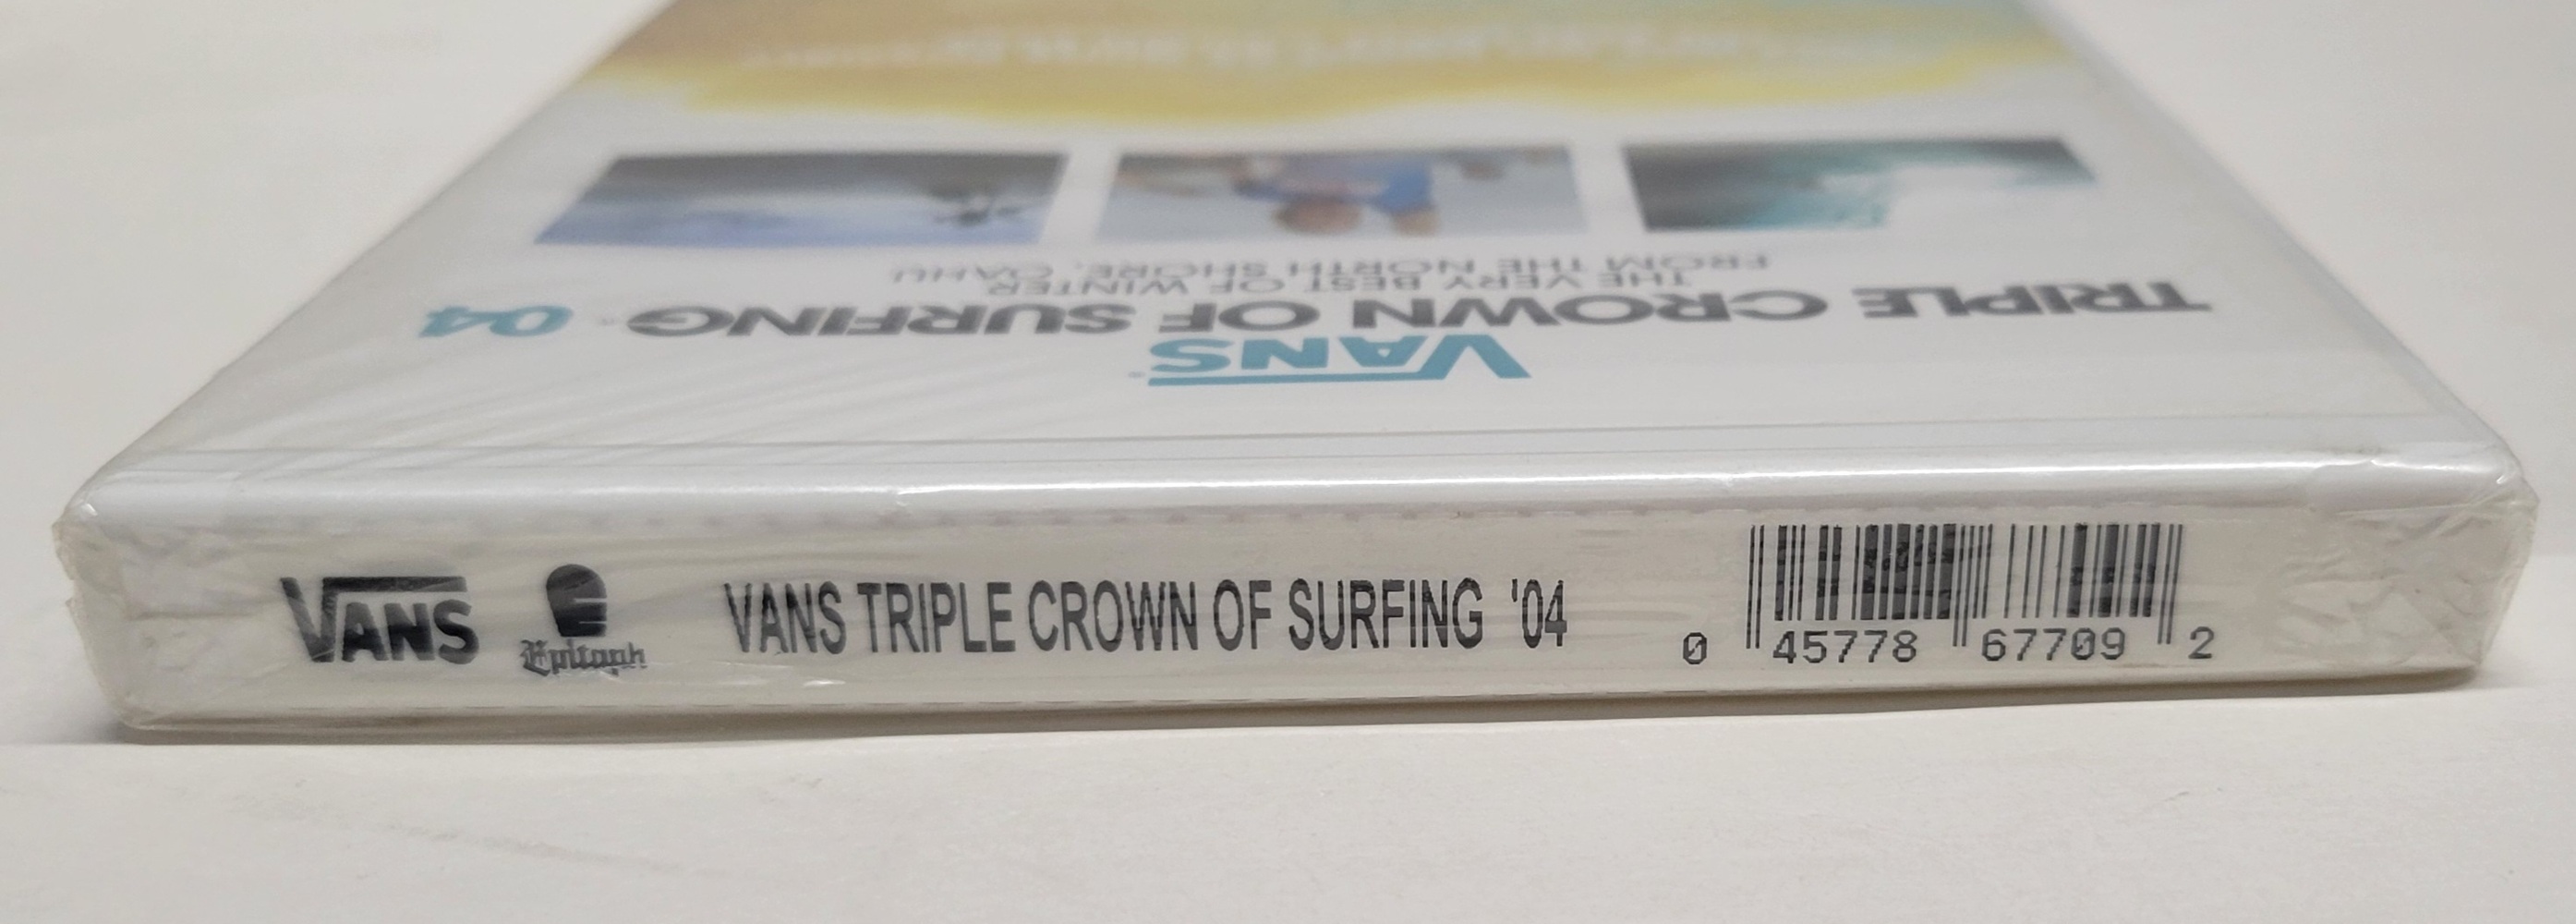 VANS
TRIPLE CROWN OF SURFING 04
THE VERY BEST OF WINTER
FROM THE NORTH SHORE, OAHU
VANS Epitaph VANS TRIPLE CROWN OF SURFING '04
0 45778 67709 2